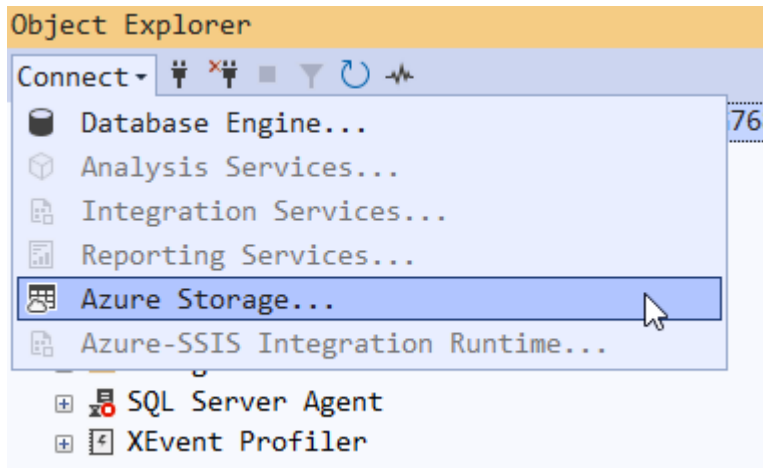 Object Explorer
Connect
Database Engine...
76
Analysis Services...
Integration Services...
Reporting Services...
Azure Storage...
Azure-SSIS Integration Runtime...
SQL Server Agent
XEvent Profiler